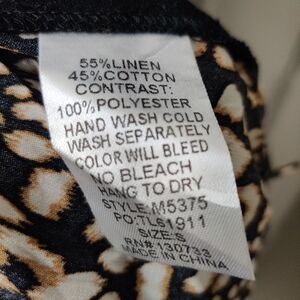 55%LINEN
45%COTTON
CONTRAST:
100%POLYESTER
HAND WASH COLD
WASH SEPARATELY
COLOR WILL BLEED
NO BLEACH
HANG TO DRY
STYLE:M5375
PO:TLS1911
SIZE:S
RN#130733
MADE IN CHINA